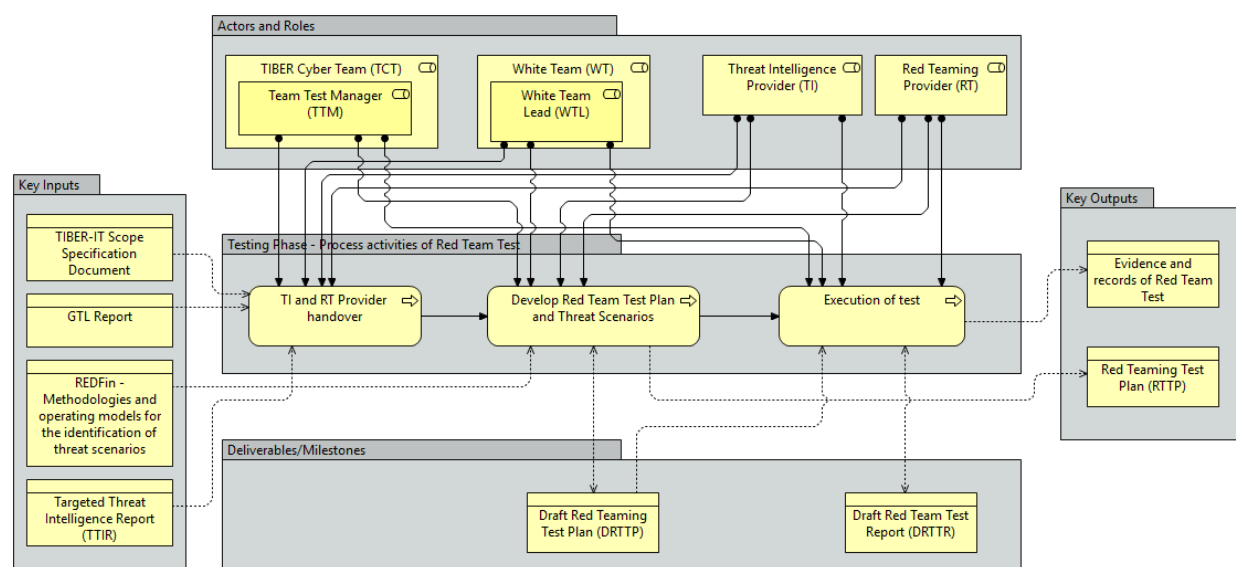 Actors and Roles
TIBER Cyber Team (TCT)
Team Test Manager
(TTM)
White Team (WT)
White Team
Lead (WTL)
Threat Intelligence
Provider (TI)
Red Teaming
Provider (RT)
Key Inputs
TIBER-IT Scope
Specification
Document
GTL Report
REDFin -
Methodologies and
operating models for
the identification of
threat scenarios
Targeted Threat
Intelligence Report
(TTIR)
Testing Phase - Process activities of Red Team Test
TI and RT Provider
handover
Develop Red Team Test Plan
and Threat Scenarios
Execution of test
Deliverables/Milestones
Draft Red Teaming
Test Plan (DRTTP)
Draft Red Team Test
Report (DRTTR)
Key Outputs
Evidence and
records of Red Team
Test
Red Teaming Test
Plan (RTTP)